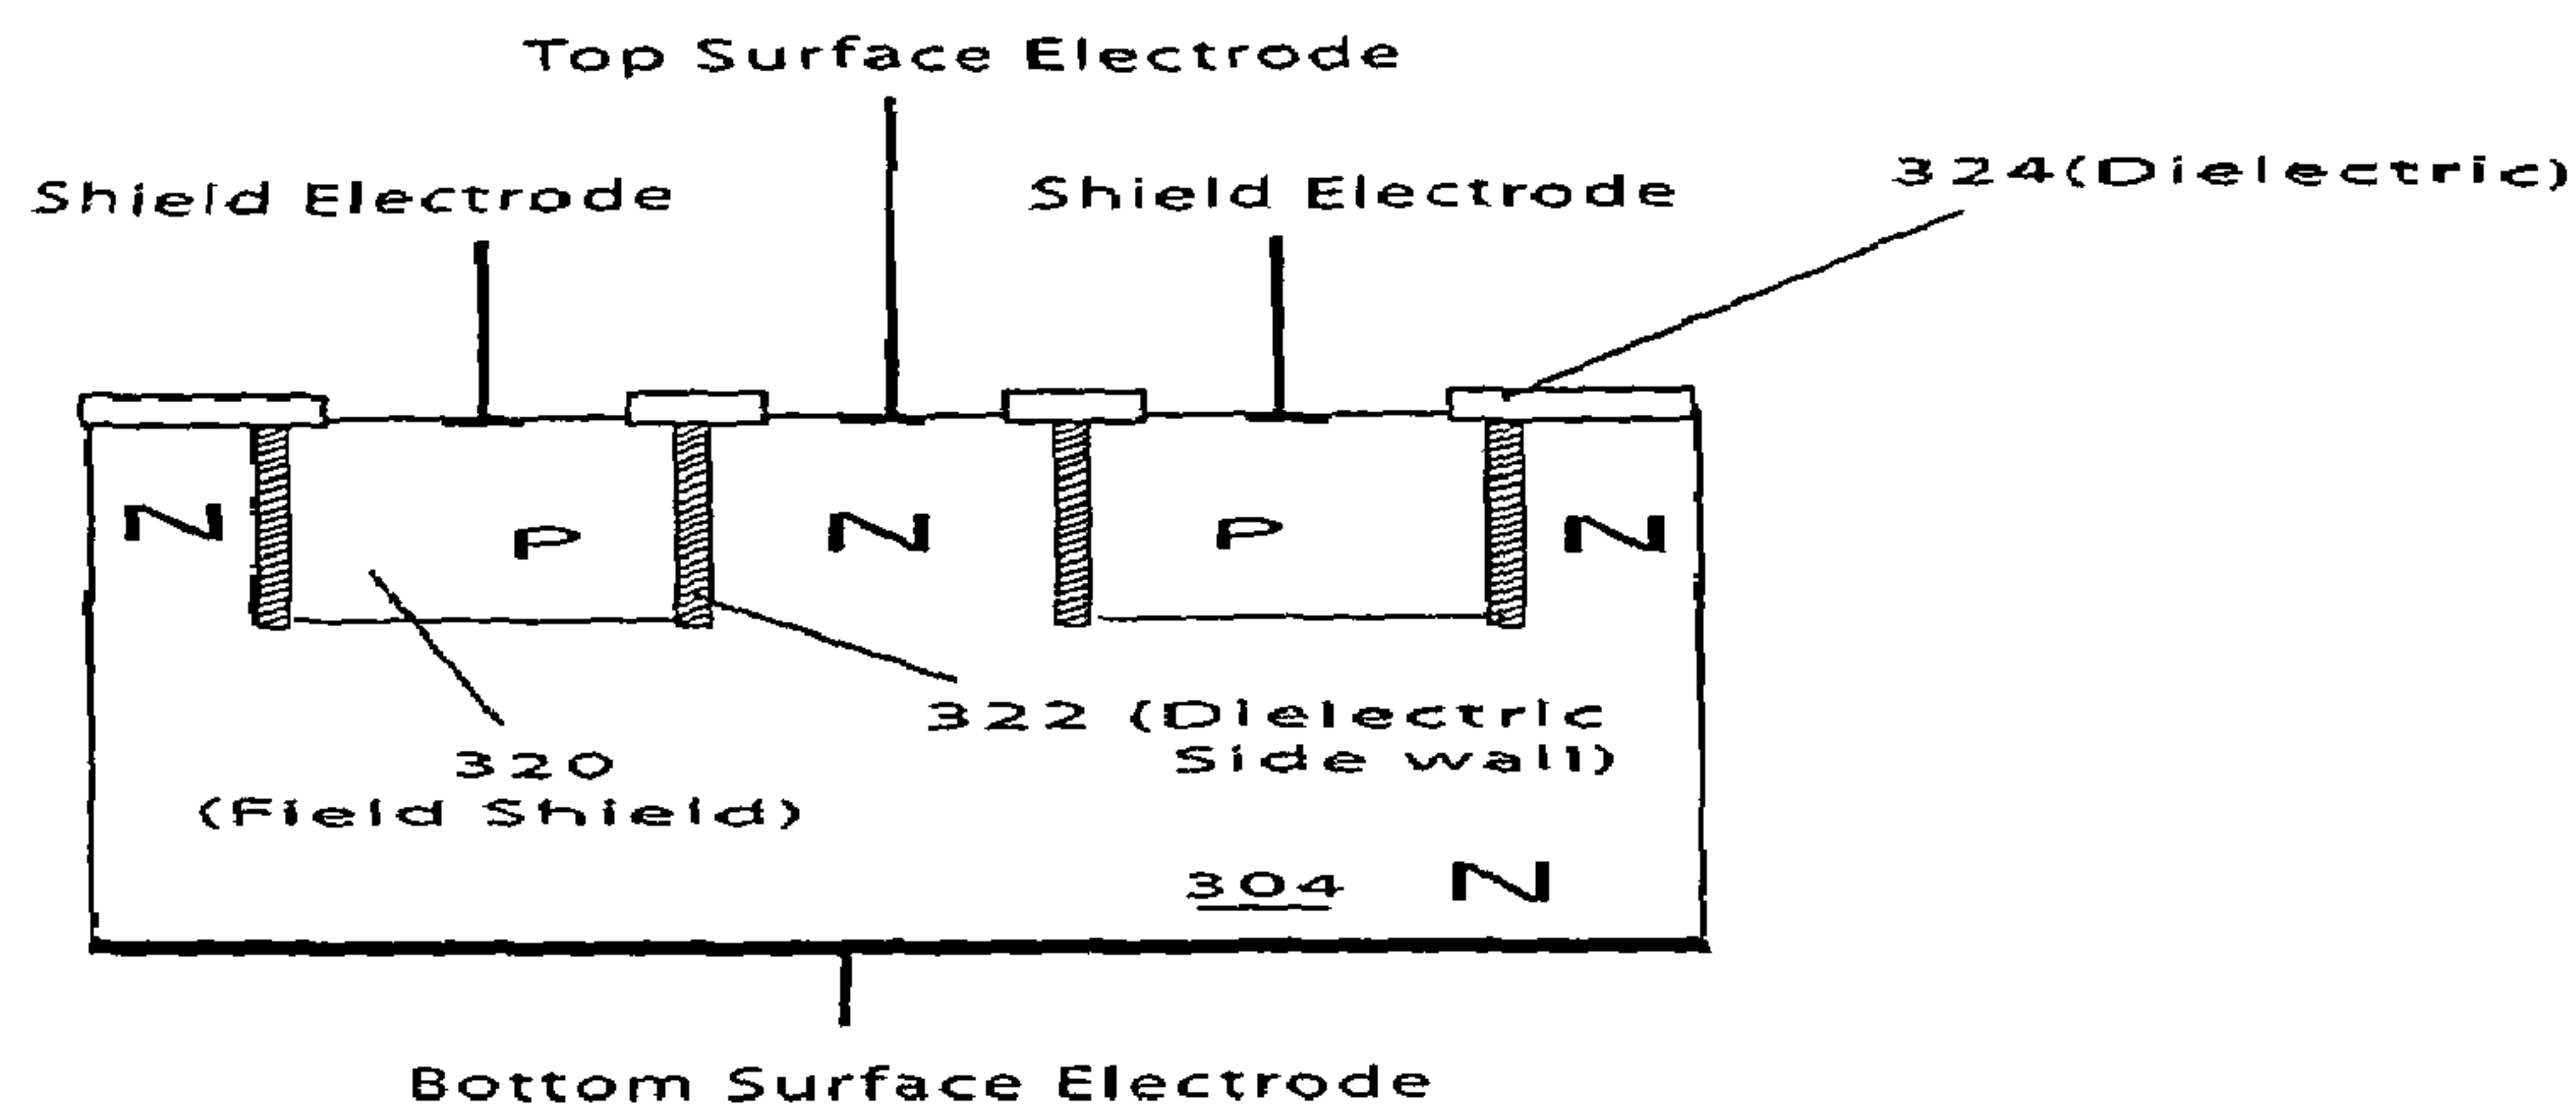 Top Surface Electrode
Shield Electrode
Shield Electrode
324(Dielectric)
N
P
N
P
N
322 (Dielectric
Side wall)
320
(Field Shield)
304
N
Bottom Surface Electrode